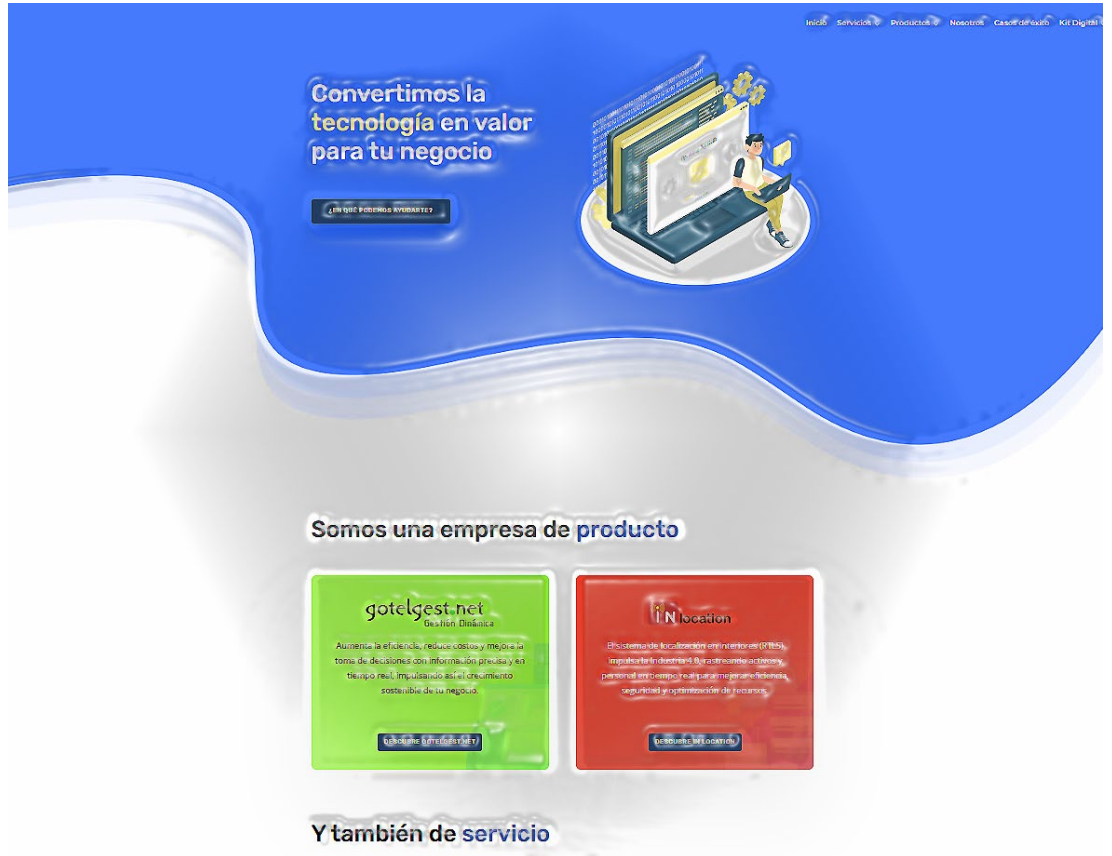 Inicio Servicios Productos Nosotros Casos de éxito Kit Digital
Convertimos la
tecnología en valor
para tu negocio
¿EN QUÉ PODEMOS AYUDARTE?
Somos una empresa de producto
gotelgest.net
Gestión Dinámica
Aumenta la eficiencia, reduce costos y mejora la
toma de decisiones con información precisa y en
tiempo real, impulsando así el crecimiento
sostenible de tu negocio.
DESCUBRE GOTELGEST.NET
IN location
El sistema de localización en interiores (RTLS),
impulsa la Industria 4.0, rastreando activos y
personal en tiempo real para mejorar eficiencia,
seguridad y optimización de recursos.
DESCUBRE IN LOCATION
Y también de servicio